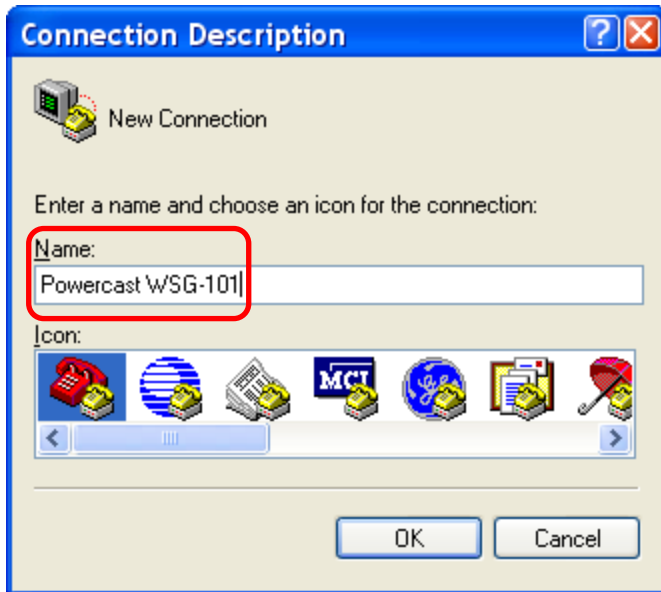 Connection Description
New Connection
Enter a name and choose an icon for the connection:
Name:
Powercast WSG-101
Icon:
MCI
OK
Cancel